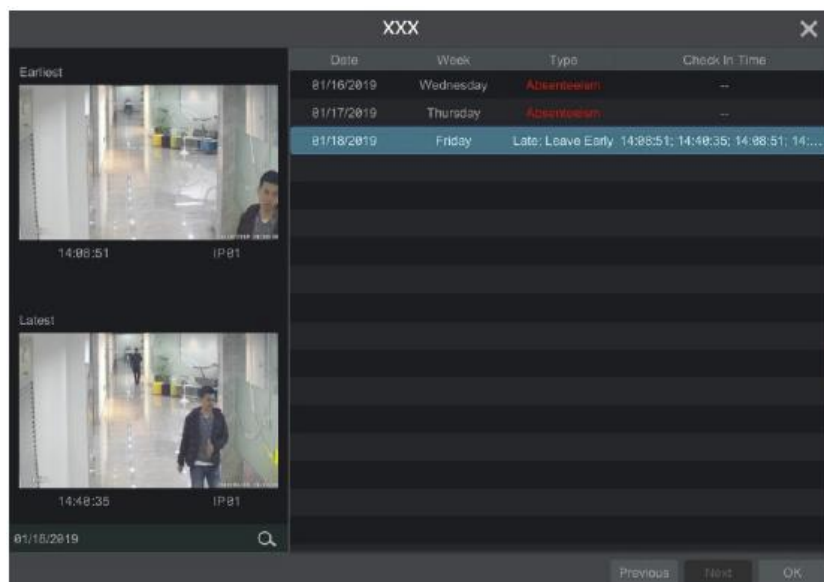 XXX
Earliest
14:08:51 IP01
Latest
14:40:35 IP01
01/18/2019
Date Week Type Check In Time
01/16/2019 Wednesday Absenteeism --
01/17/2019 Thursday Absenteeism --
01/18/2019 Friday Late; Leave Early 14:08:51; 14:40:35; 14:08:51; 14:...
Previous Next OK